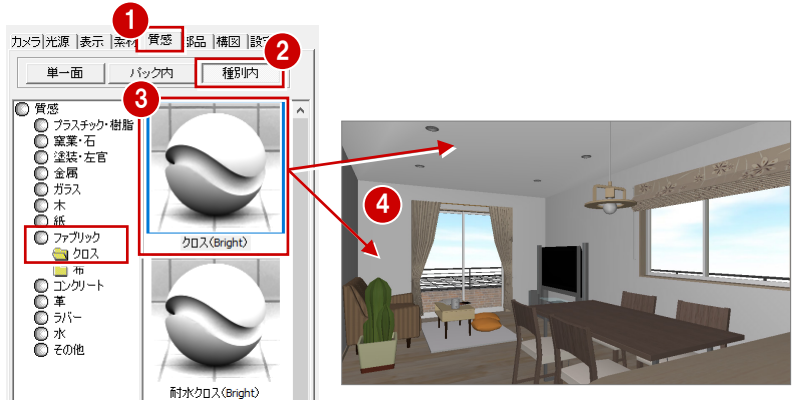 1
カメラ 光源 表示 素材 質感 部品 構図 設定
2
単一面 パック内 種別内
3
質感
プラスチック・樹脂
窯業・石
塗装・左官
金属
ガラス
木
紙
ファブリック
クロス
布
コンクリート
革
ラバー
水
その他
クロス(Bright)
耐水クロス(Bright)
4